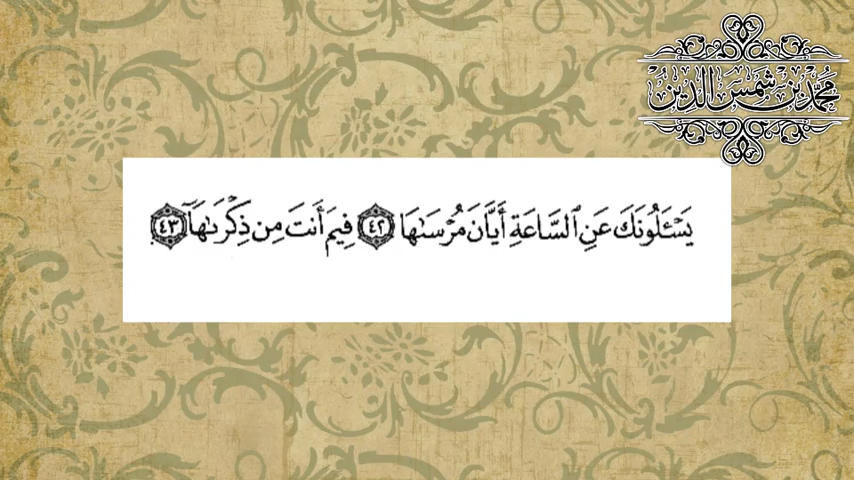 محمد بن شمس الدين
يَسْـَٔلُونَكَ عَنِ ٱلسَّاعَةِ أَيَّانَ مُرْسَىٰهَا ٤٢ فِيمَ أَنتَ مِن ذِكْرَىٰهَآ ٤٣